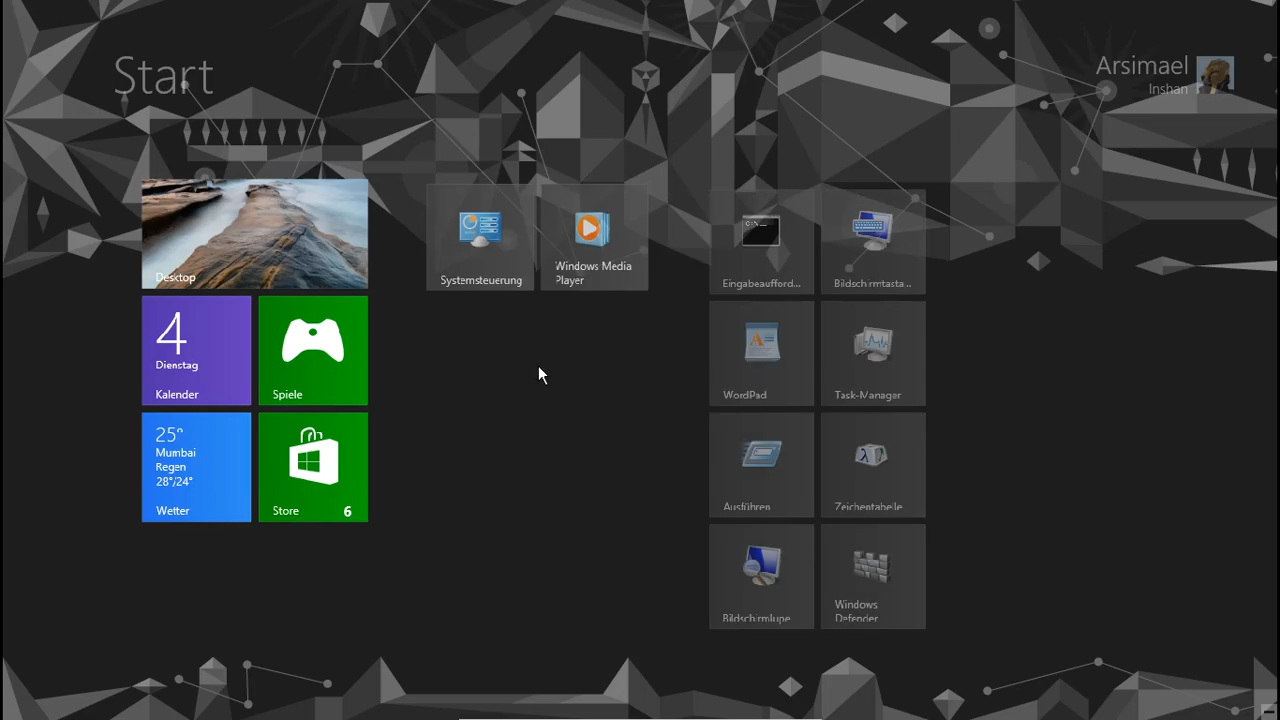 Start
Arsimael
Inshan
Desktop
4
Dienstag
Kalender
Spiele
25°
Mumbai
Regen
28°/24°
Wetter
Store
6
Systemsteuerung
Windows Media
Player
Eingabeaufford...
Bildschirmtasta...
WordPad
Task-Manager
Ausführen
Zeichentabelle
Bildschirmlupe
Windows
Defender